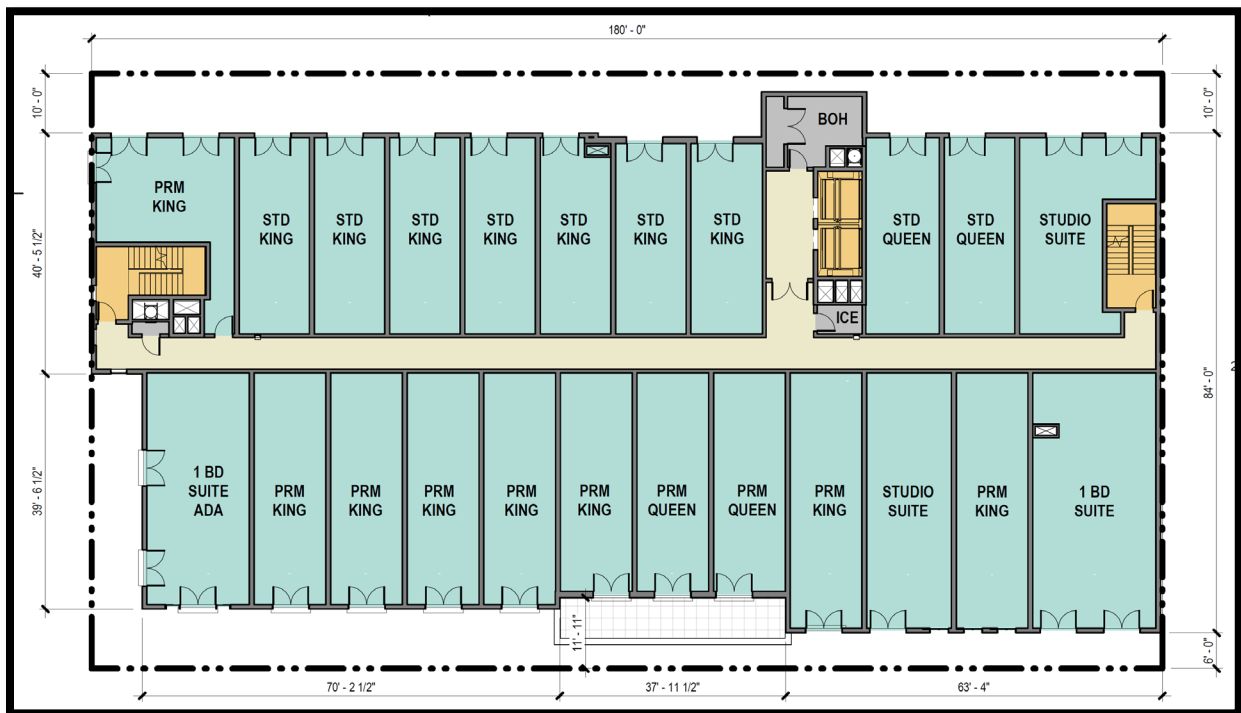 180' - 0"
10' - 0"
10' - 0"
BOH
PRM
KING
STD
KING
STD
KING
STD
KING
STD
KING
STD
KING
STD
KING
STD
KING
STD
QUEEN
STD
QUEEN
STUDIO
SUITE
40' - 5 1/2"
ICE
84' - 0"
39' - 6 1/2"
1 BD
SUITE
ADA
PRM
KING
PRM
KING
PRM
KING
PRM
KING
PRM
KING
PRM
QUEEN
PRM
QUEEN
PRM
KING
STUDIO
SUITE
PRM
KING
1 BD
SUITE
11' - 11"
6' - 0"
70' - 2 1/2"
37' - 11 1/2"
63' - 4"